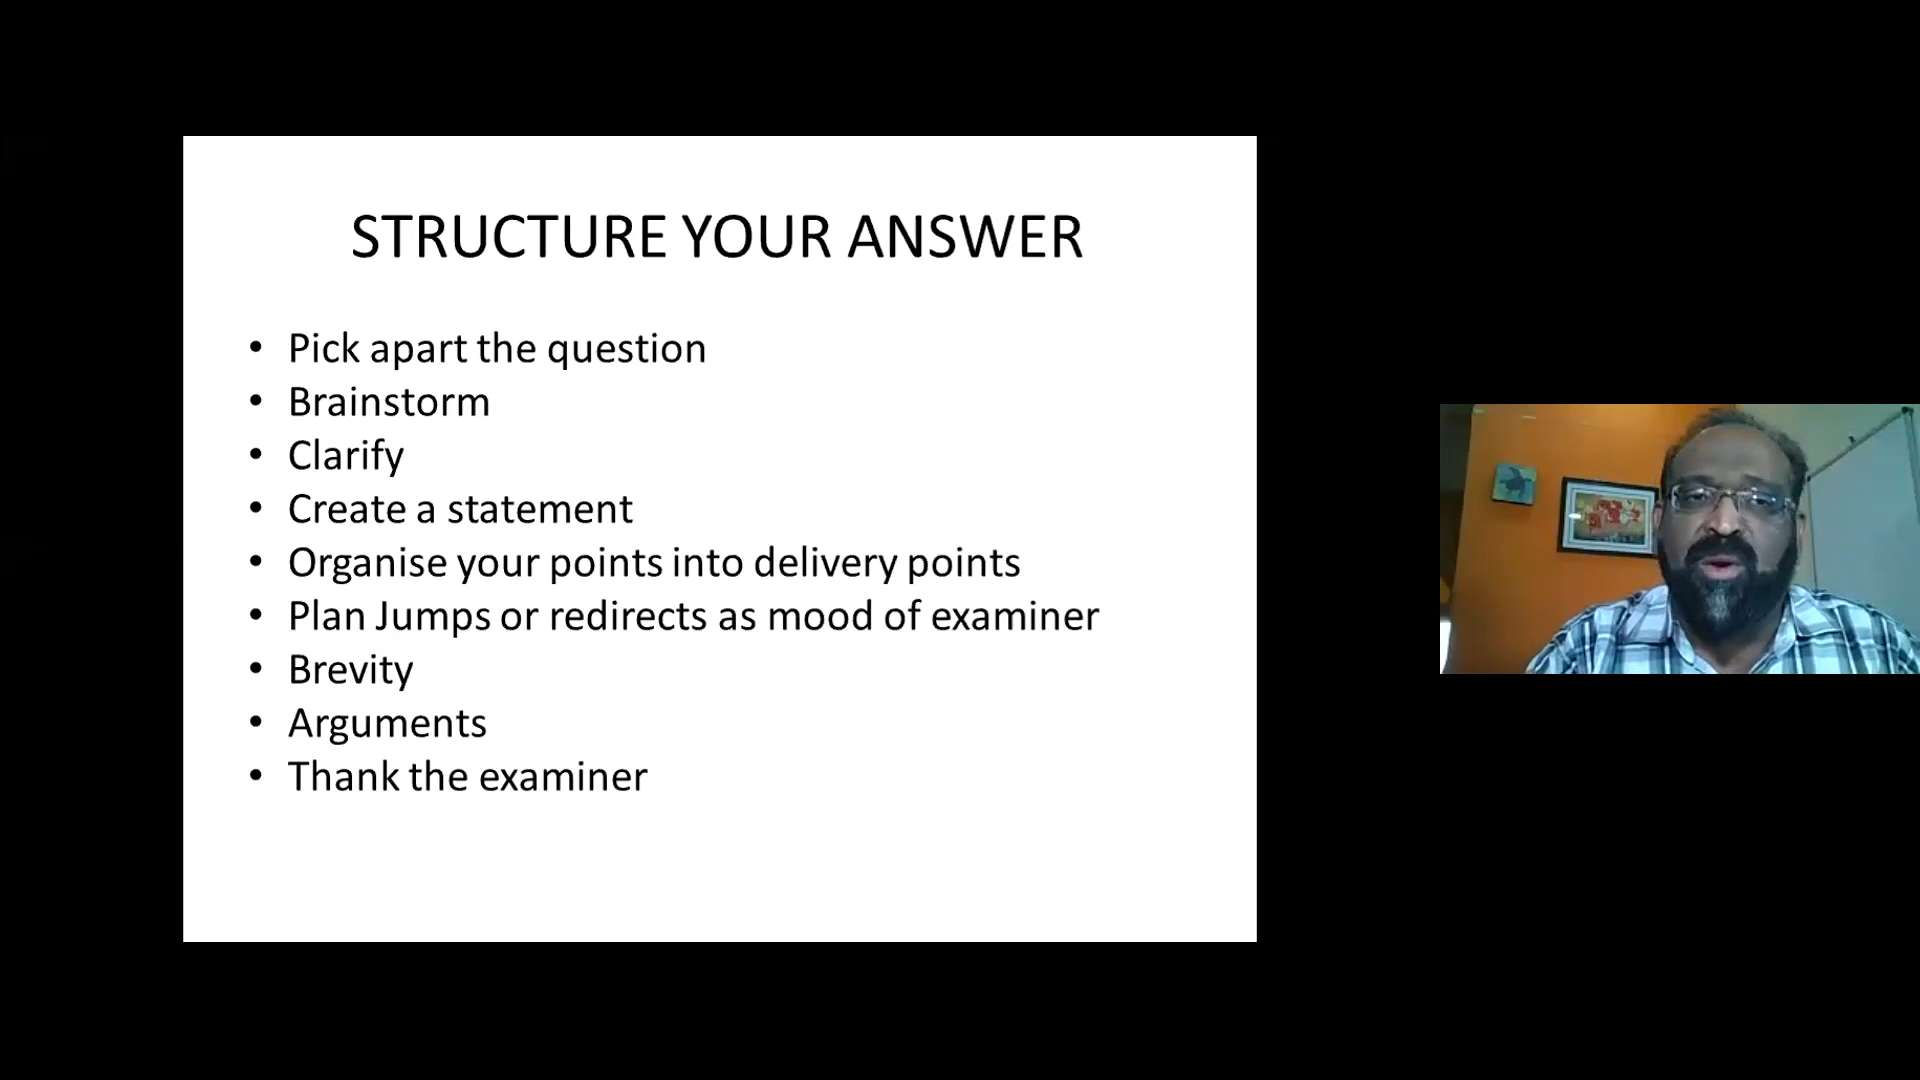 STRUCTURE YOUR ANSWER
• Pick apart the question
• Brainstorm
• Clarify
• Create a statement
• Organise your points into delivery points
• Plan Jumps or redirects as mood of examiner
• Brevity
• Arguments
• Thank the examiner